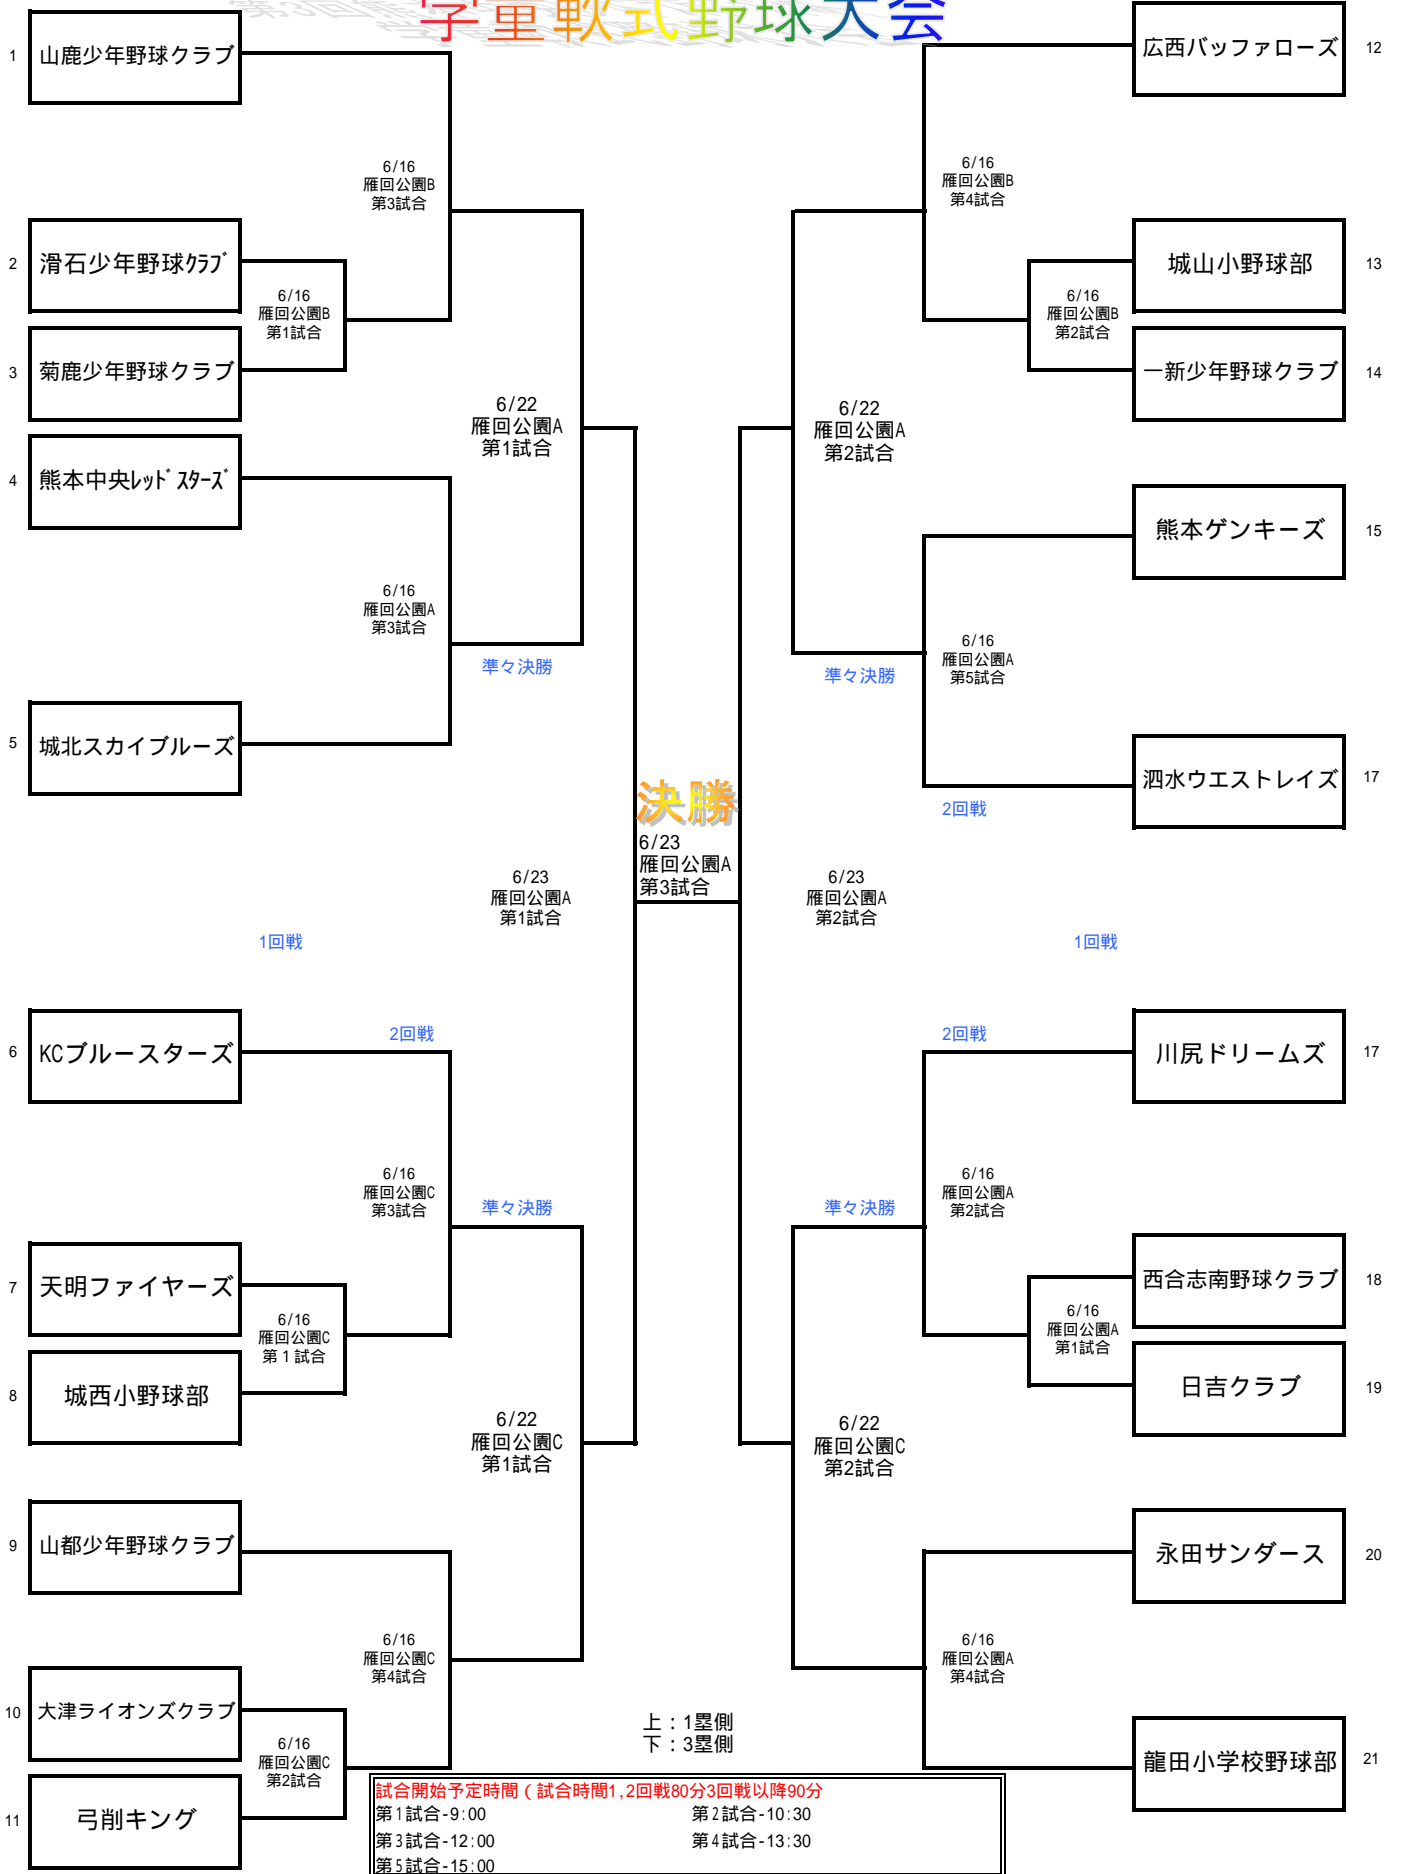 学童軟式野球大会
1 山鹿少年野球クラブ
6/16
雁回公園B
第3試合
2 滑石少年野球ｸﾗﾌﾞ
6/16
雁回公園B
第1試合
3 菊鹿少年野球クラブ
6/22
雁回公園A
第1試合
4 熊本中央ﾚｯﾄﾞｽﾀｰｽﾞ
6/16
雁回公園A
第3試合
準々決勝
5 城北スカイブルーズ
6/23
雁回公園A
第1試合
1回戦
6 KCブルースターズ
2回戦
6/16
雁回公園C
第3試合
準々決勝
7 天明ファイヤーズ
6/16
雁回公園C
第１試合
8 城西小野球部
6/22
雁回公園C
第1試合
9 山都少年野球クラブ
6/16
雁回公園C
第4試合
10 大津ライオンズクラブ
6/16
雁回公園C
第2試合
11 弓削キング
決勝
6/23
雁回公園A
第3試合
広西バッファローズ 12
6/16
雁回公園B
第4試合
城山小野球部 13
6/16
雁回公園B
第2試合
一新少年野球クラブ 14
6/22
雁回公園A
第2試合
熊本ゲンキーズ 15
6/16
雁回公園A
第5試合
準々決勝
泗水ウエストレイズ 17
2回戦
6/23
雁回公園A
第2試合
1回戦
2回戦
川尻ドリームズ 17
6/16
雁回公園A
第2試合
準々決勝
西合志南野球クラブ 18
6/16
雁回公園A
第1試合
日吉クラブ 19
6/22
雁回公園C
第2試合
永田サンダース 20
6/16
雁回公園A
第4試合
龍田小学校野球部 21
上：1塁側
下：3塁側
試合開始予定時間（試合時間1,2回戦80分3回戦以降90分
第1試合-9:00 第2試合-10:30
第3試合-12:00 第4試合-13:30
第5試合-15:00